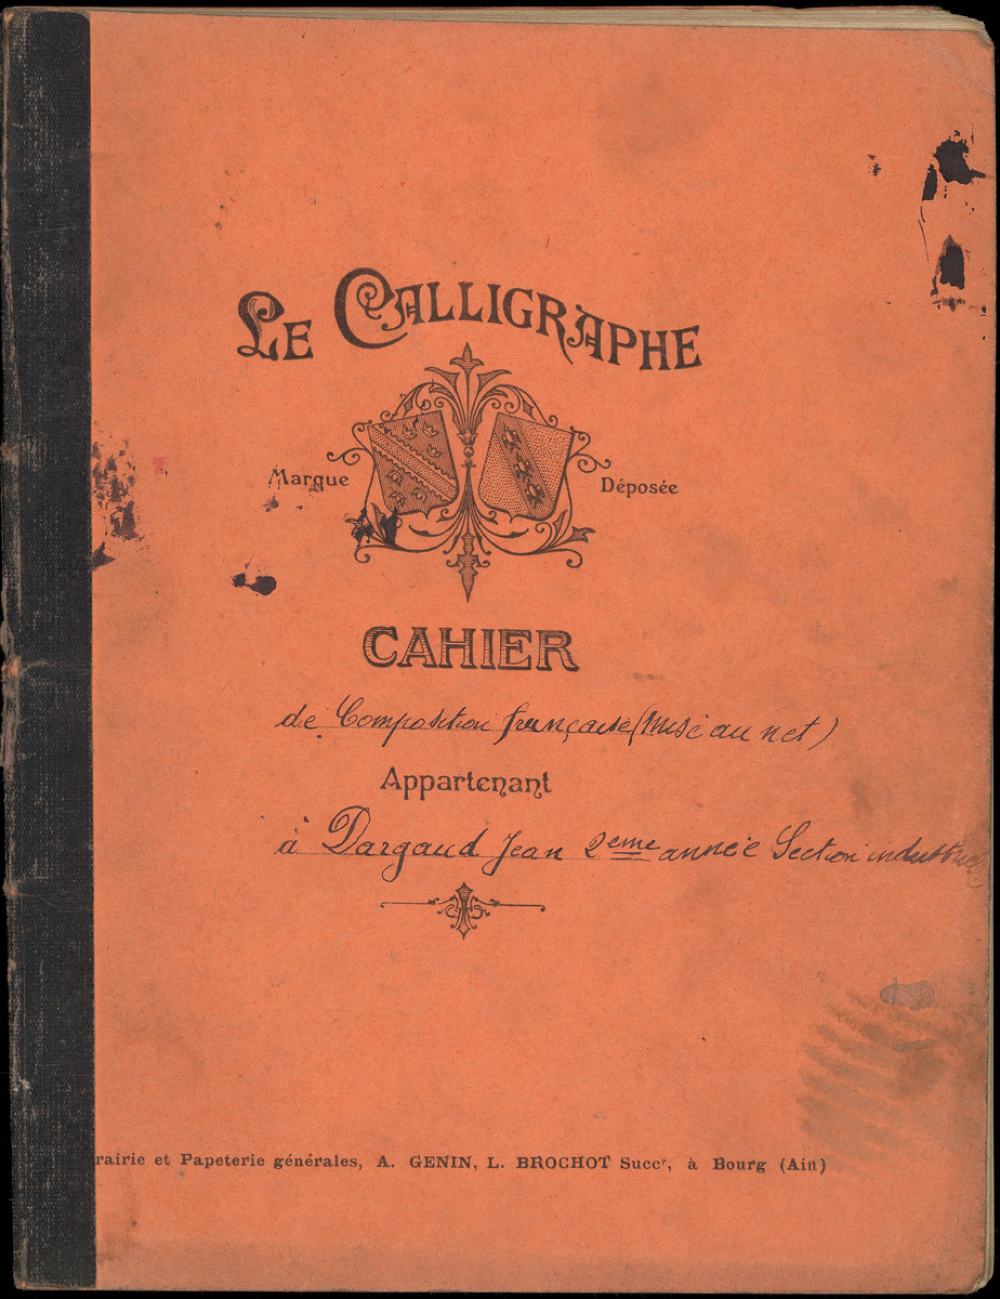 LE CALLIGRAPHE
Marque Déposée
CAHIER
de Composition française (mise au net)
Appartenant
à Dargaud Jean 2eme année Section industrielle
rairie et Papeterie générales, A. GENIN, L. BROCHOT Succr, à Bourg (Ain)